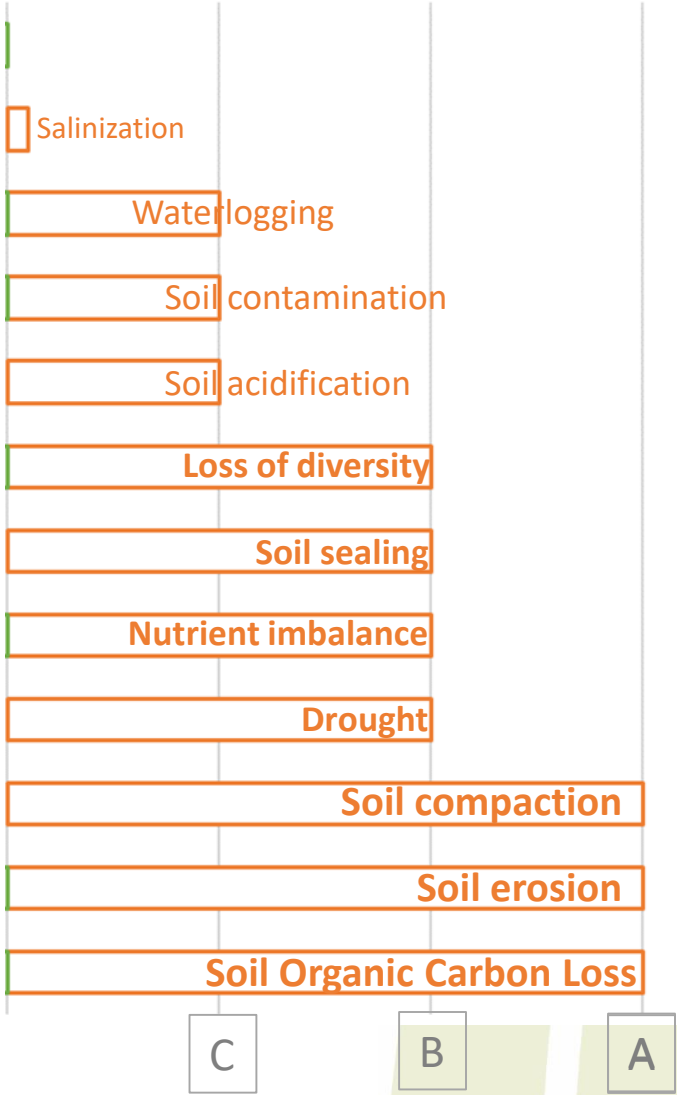 Salinization
Waterlogging
Soil contamination
Soil acidification
Loss of diversity
Soil sealing
Nutrient imbalance
Drought
Soil compaction
Soil erosion
Soil Organic Carbon Loss
C B A